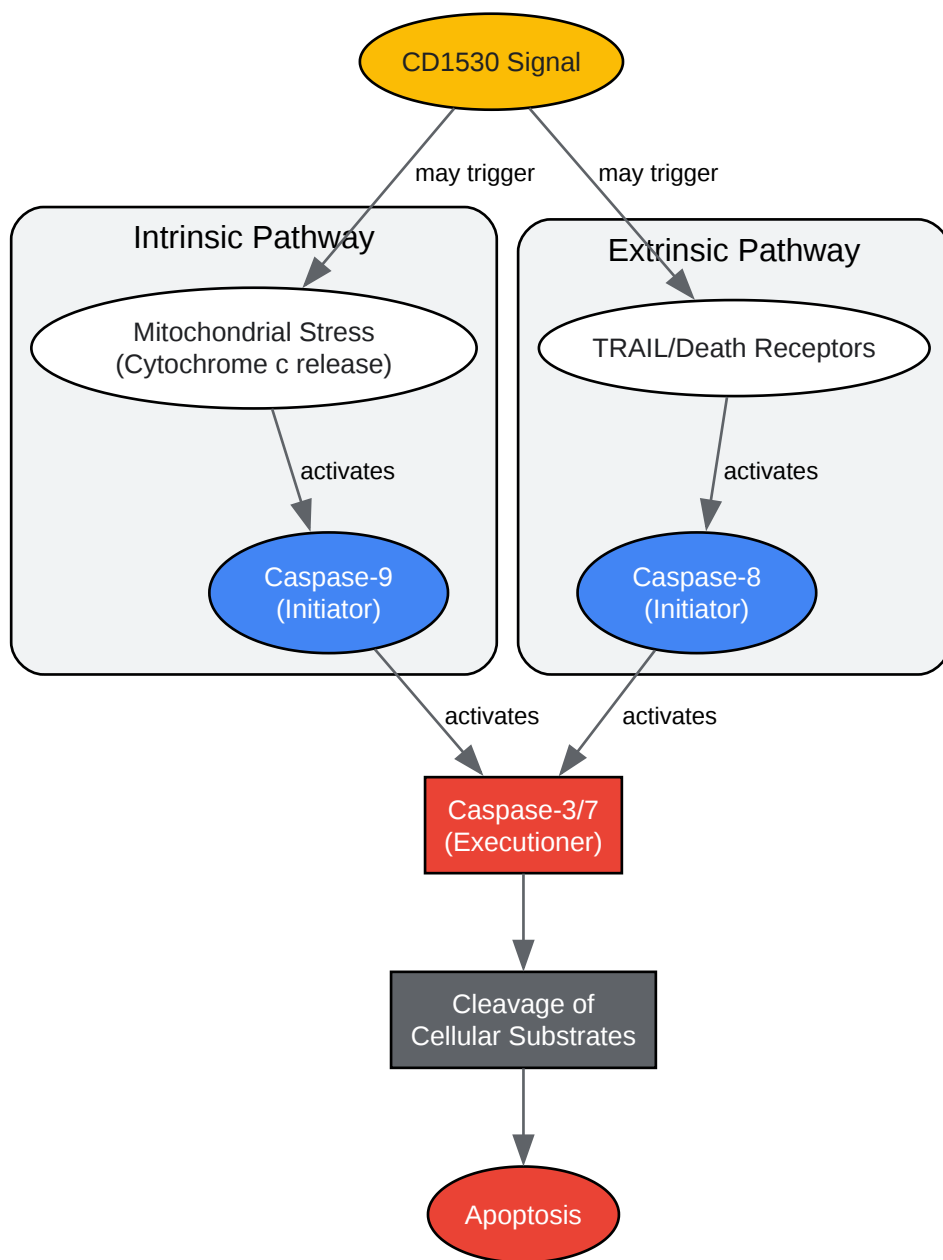 CD1530 Signal
may trigger
may trigger
Intrinsic Pathway
Extrinsic Pathway
Mitochondrial Stress
(Cytochrome c release)
TRAIL/Death Receptors
activates
activates
Caspase-9
(Initiator)
Caspase-8
(Initiator)
activates
activates
Caspase-3/7
(Executioner)
Cleavage of
Cellular Substrates
Apoptosis